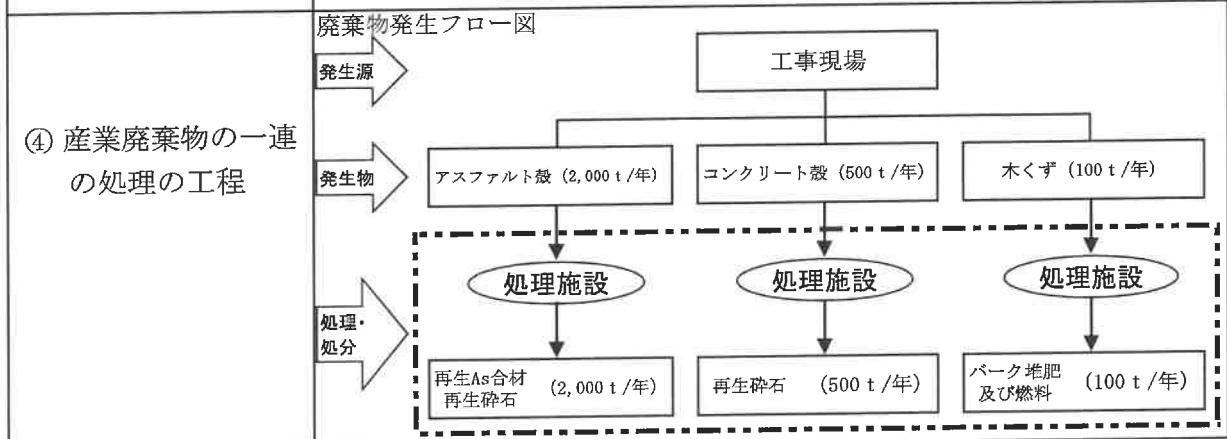 廃棄物発生フロー図
④ 産業廃棄物の一連
の処理の工程
発生源
工事現場
発生物
アスファルト殻 (2,000 t /年)
コンクリート殻 (500 t /年)
木くず (100 t /年)
処理・
処分
処理施設
処理施設
処理施設
再生As合材
再生砕石
(2,000 t /年)
再生砕石 (500 t /年)
バーク堆肥
及び燃料
(100 t /年)